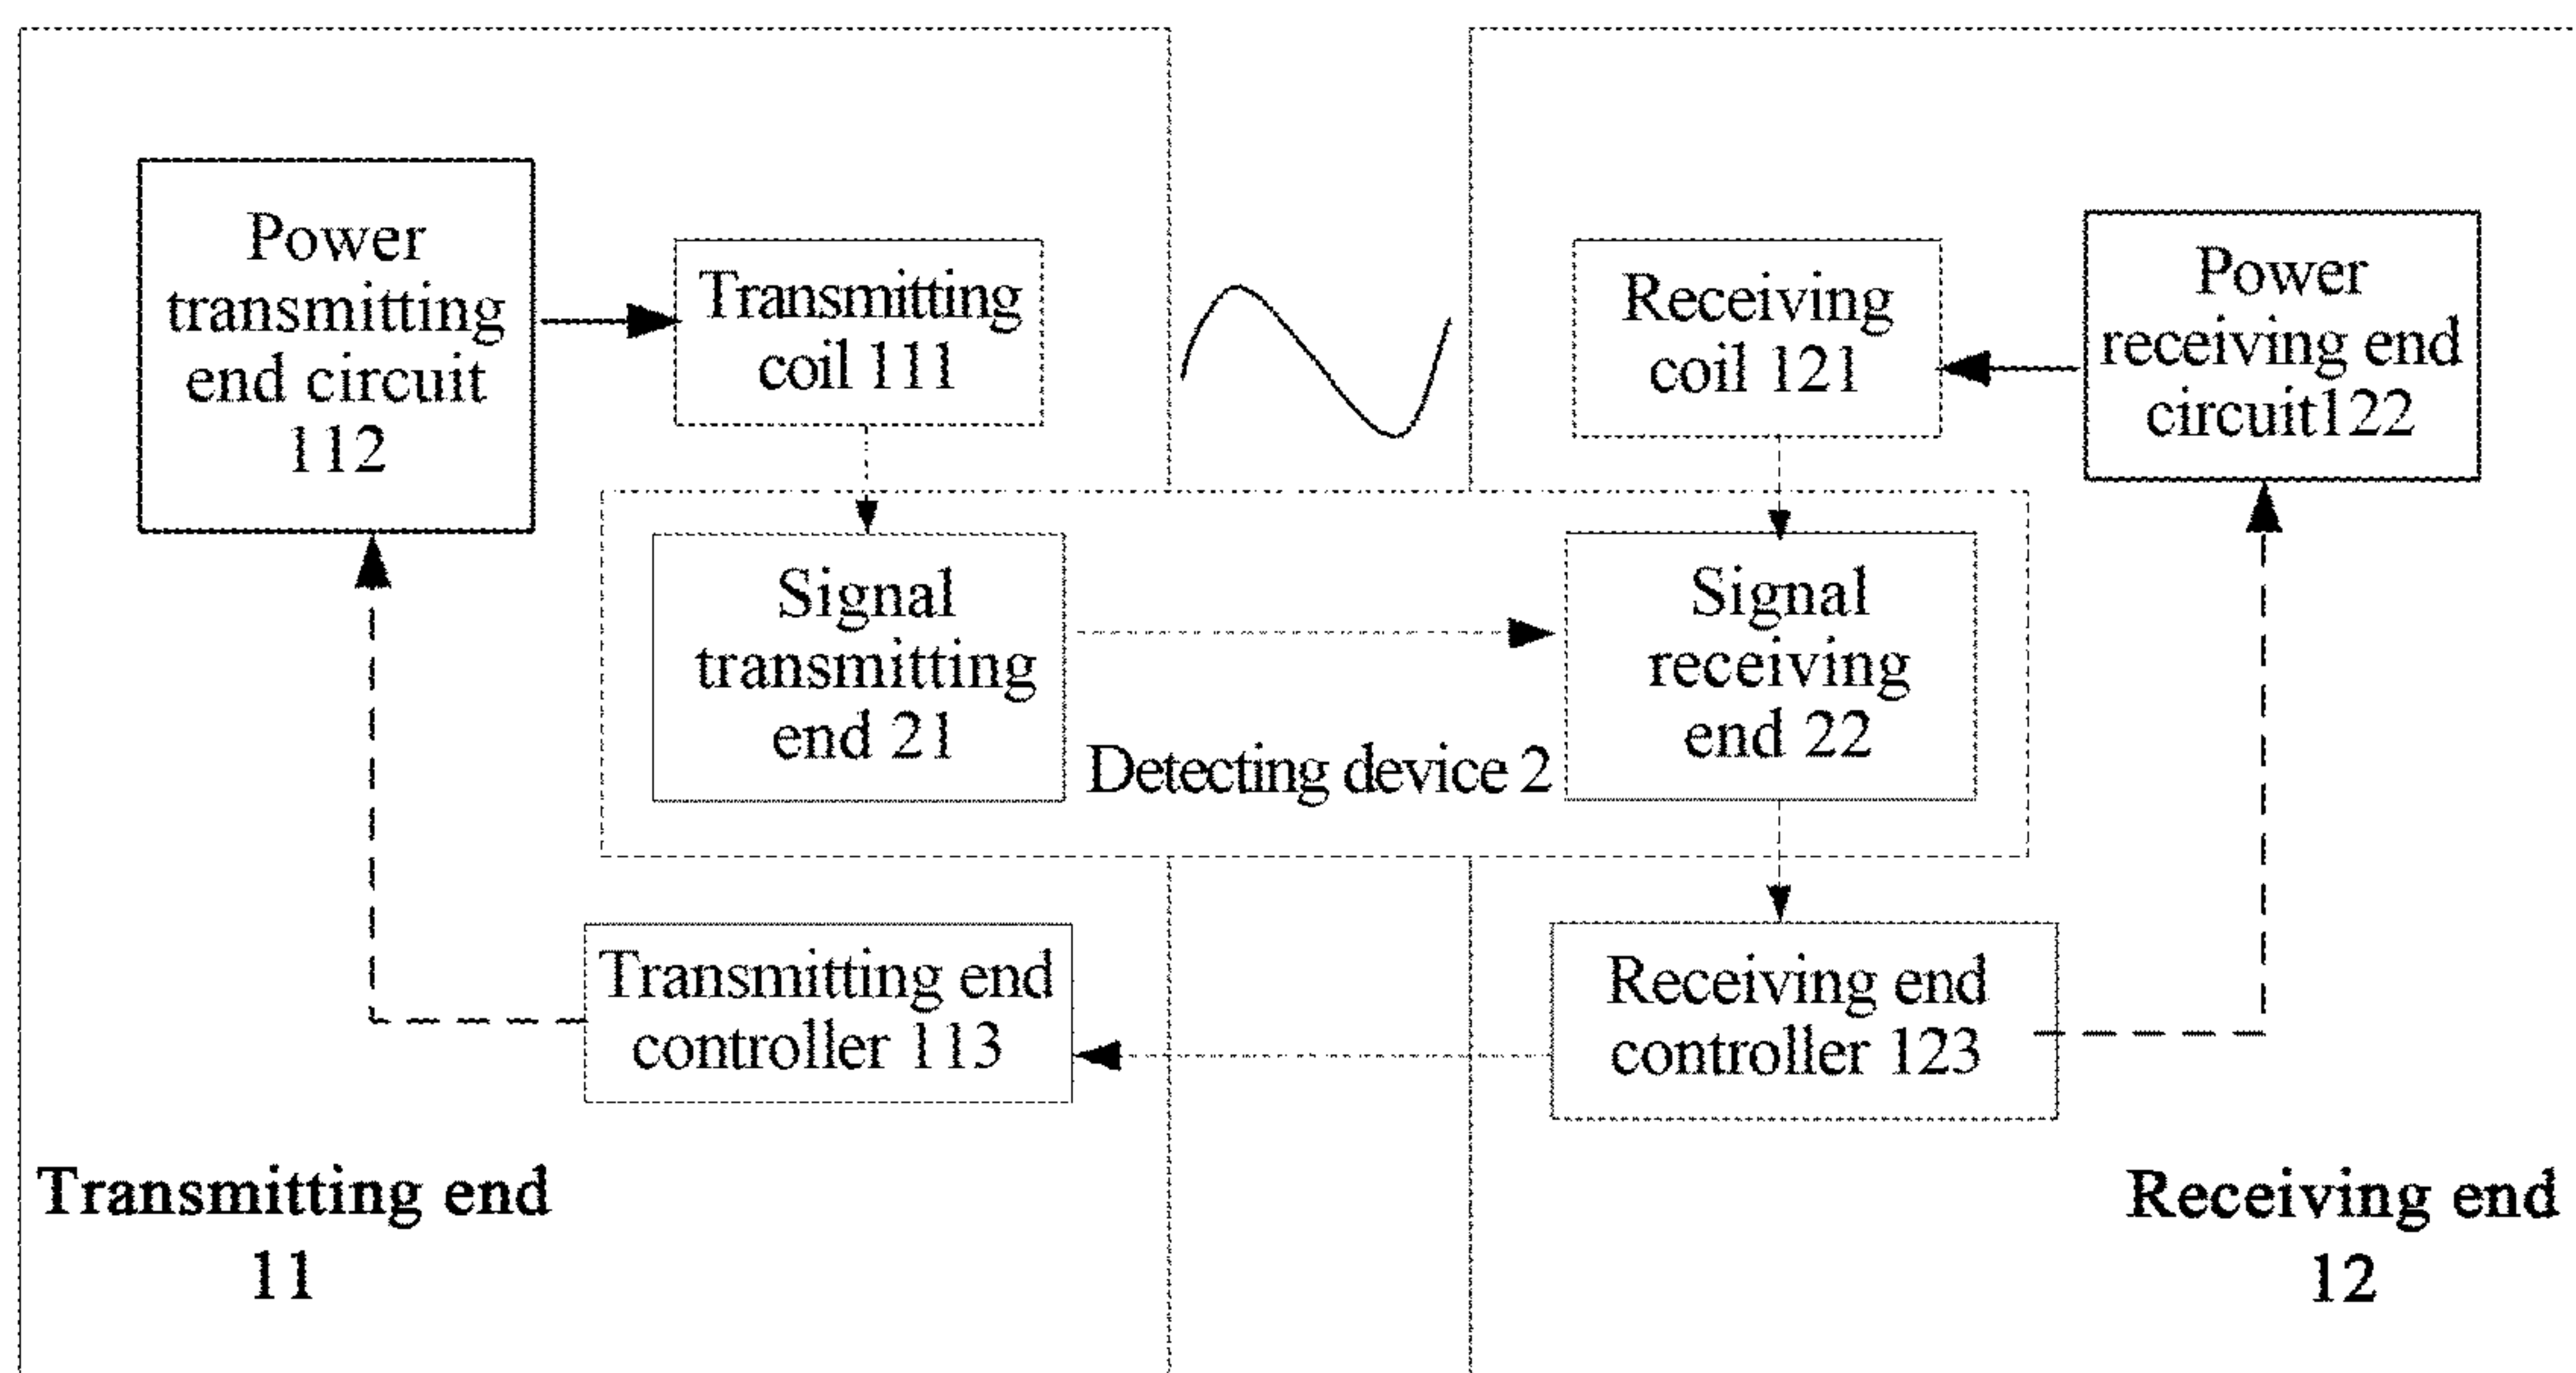 Power
transmitting
end circuit
112
Transmitting
coil 111
Receiving
coil 121
Power
receiving end
circuit122
Signal
transmitting
end 21
Detecting device 2
Signal
receiving
end 22
Transmitting end
controller 113
Receiving end
controller 123
Transmitting end
11
Receiving end
12